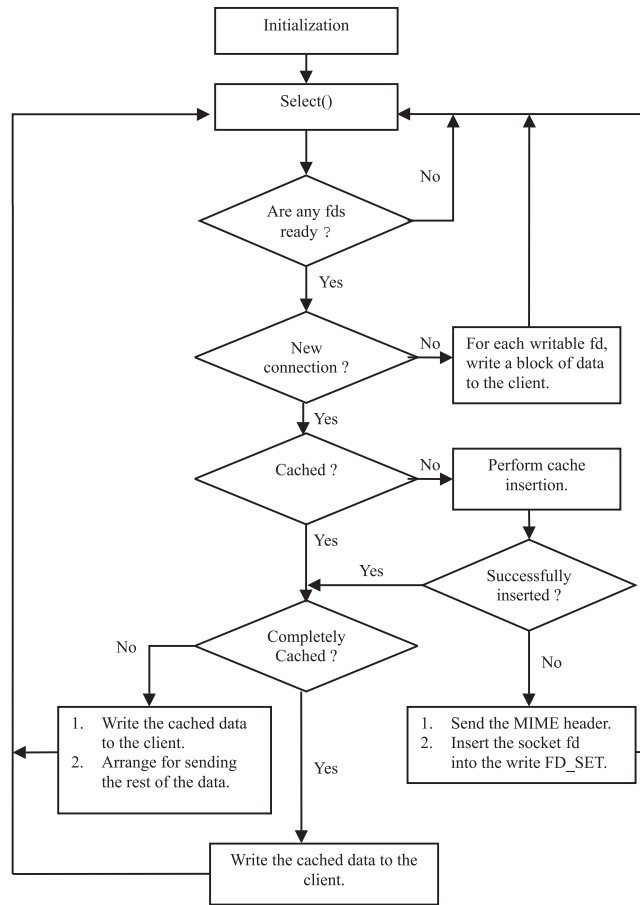 Initialization
Select()
No
Are any fds
ready ?
Yes
New
connection ?
No
For each writable fd,
write a block of data
to the client.
Yes
Cached ?
No
Perform cache
insertion.
Yes
Yes
Successfully
inserted ?
Completely
Cached ?
No
No
1. Write the cached data
to the client.
2. Arrange for sending
the rest of the data.
1. Send the MIME header.
2. Insert the socket fd
into the write FD_SET.
Yes
Write the cached data to the
client.